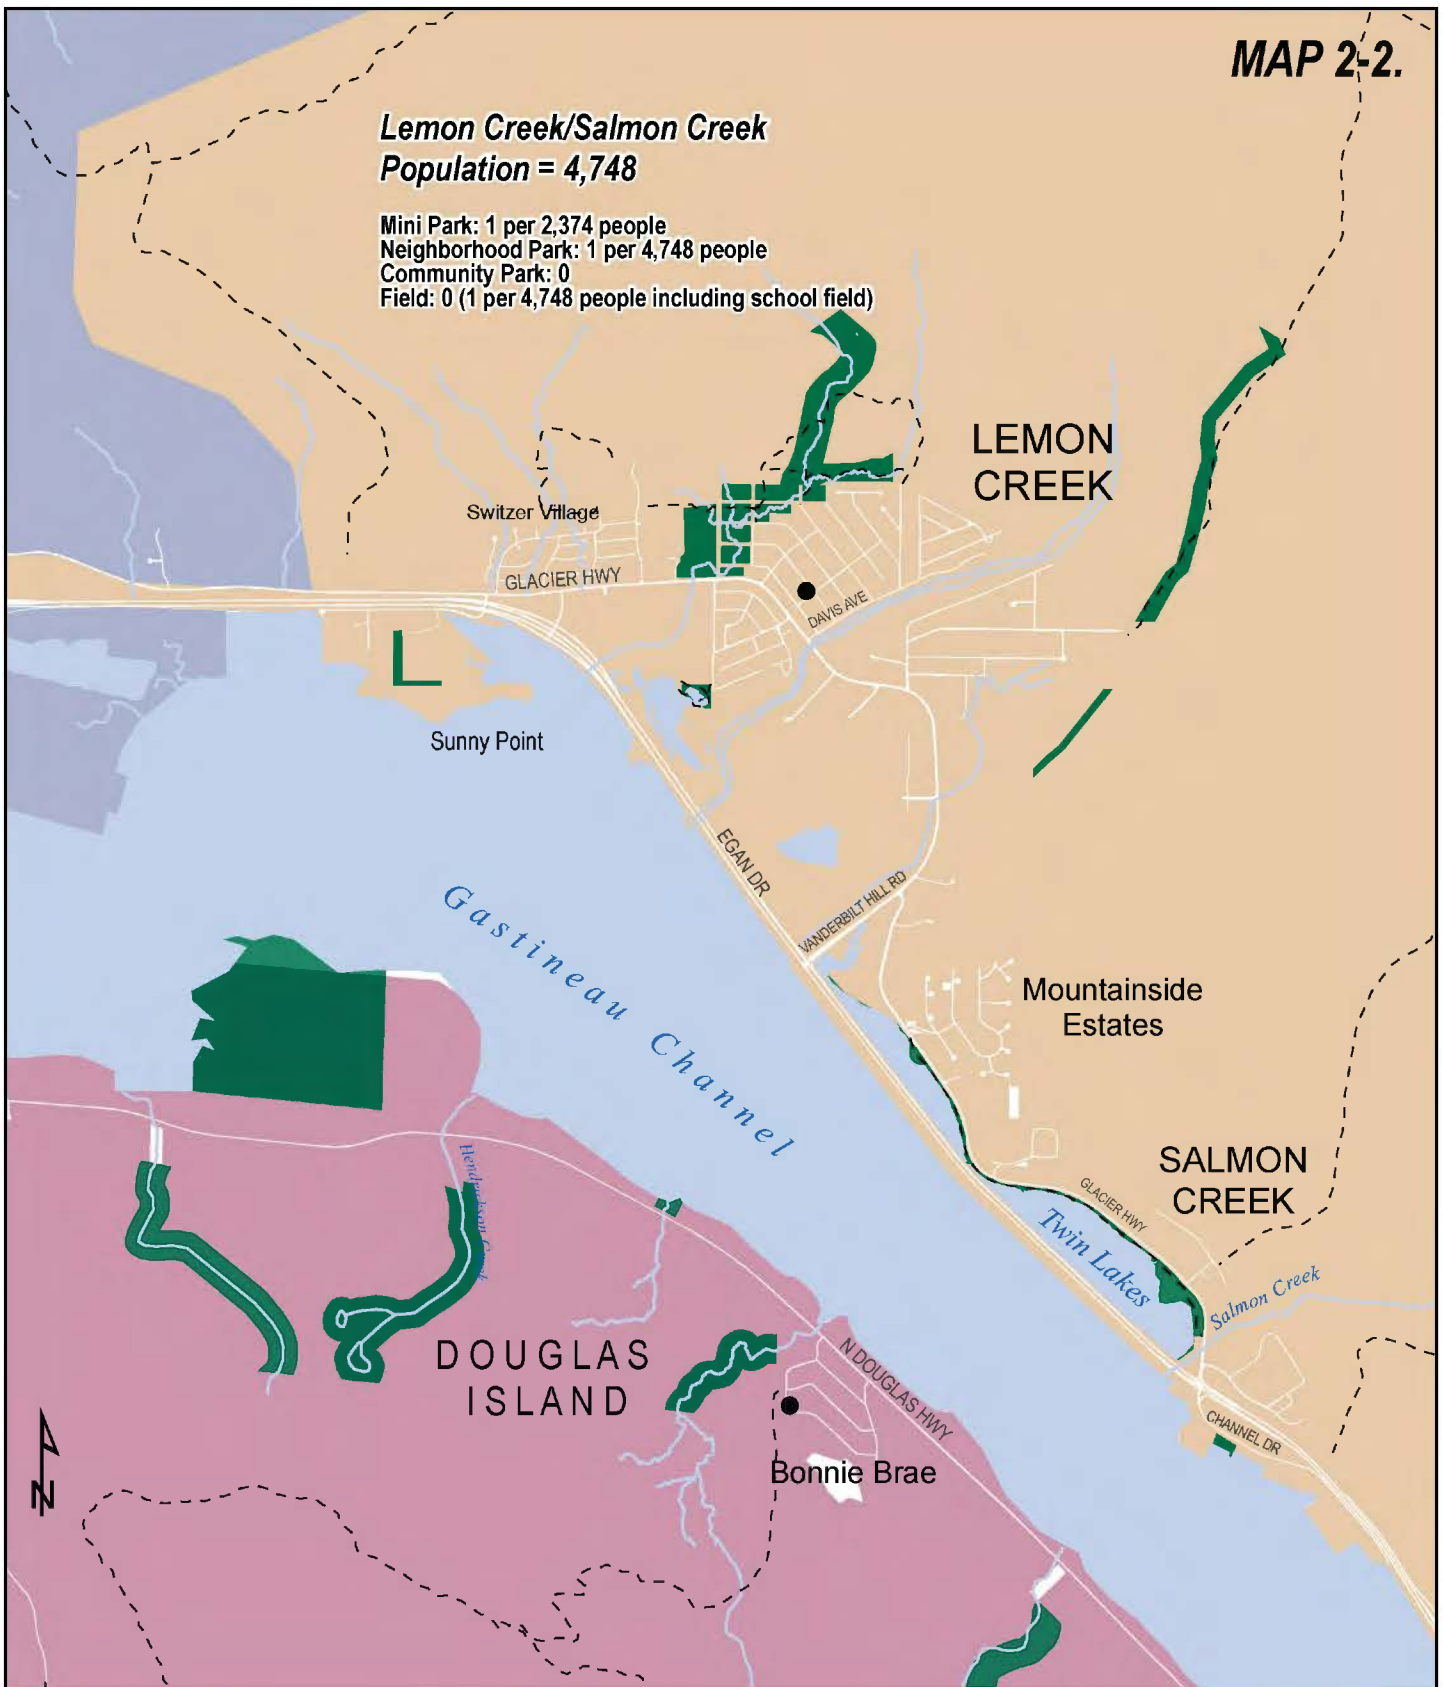 MAP 2-2.
Lemon Creek/Salmon Creek
Population = 4,748
Mini Park: 1 per 2,374 people
Neighborhood Park: 1 per 4,748 people
Community Park: 0
Field: 0 (1 per 4,748 people including school field)
LEMON
CREEK
Switzer Village
GLACIER HWY
DAVIS AVE
Sunny Point
EGAN DR
VANDERBILT HILL RD
Gastineau Channel
Mountainside
Estates
Hendrickson Creek
SALMON
CREEK
GLACIER HWY
Twin Lakes
Salmon Creek
DOUGLAS
ISLAND
N DOUGLAS HWY
CHANNEL DR
Bonnie Brae
N